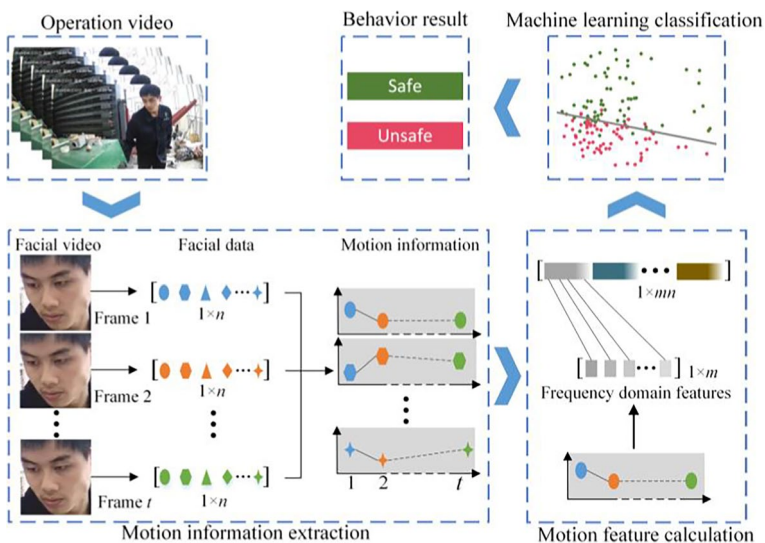 Operation video
Behavior result
Machine learning classification
Safe
Unsafe
Facial video
Facial data
Motion information
Frame 1
[ ··· ]
1×n
Frame 2
[ ··· ]
1×n
Frame t
[ ··· ]
1×n
1 2 t
Motion information extraction
[ ··· ]
1×mn
[ ··· ] 1×m
Frequency domain features
Motion feature calculation